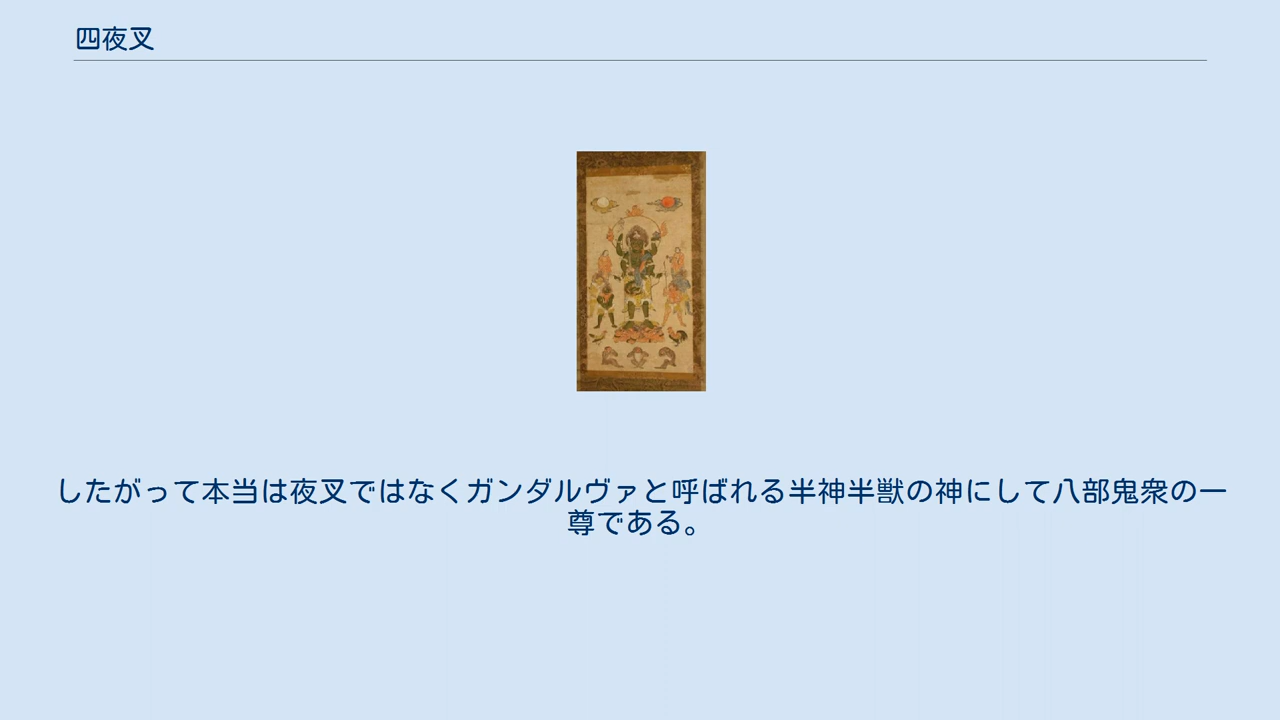 四夜叉
したがって本当は夜叉ではなくガンダルヴァと呼ばれる半神半獣の神にして八部鬼衆の一
尊である。